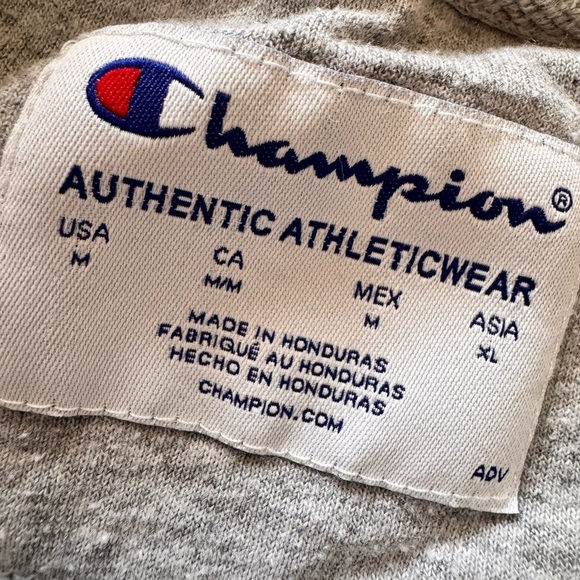 Champion®
AUTHENTIC ATHLETICWEAR
USA CA MEX ASIA
M M/M M XL
MADE IN HONDURAS
FABRIQUÉ AU HONDURAS
HECHO EN HONDURAS
CHAMPION.COM
ADV